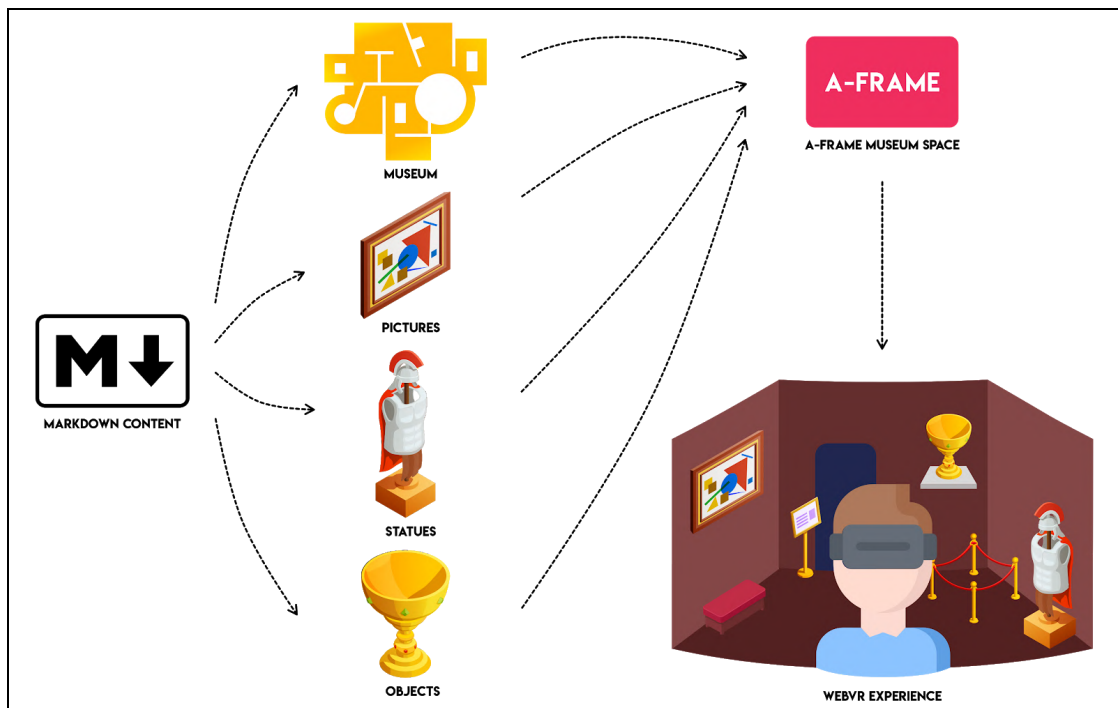 MUSEUM
A-FRAME
A-FRAME MUSEUM SPACE
PICTURES
M
MARKDOWN CONTENT
STATUES
OBJECTS
WEBVR EXPERIENCE